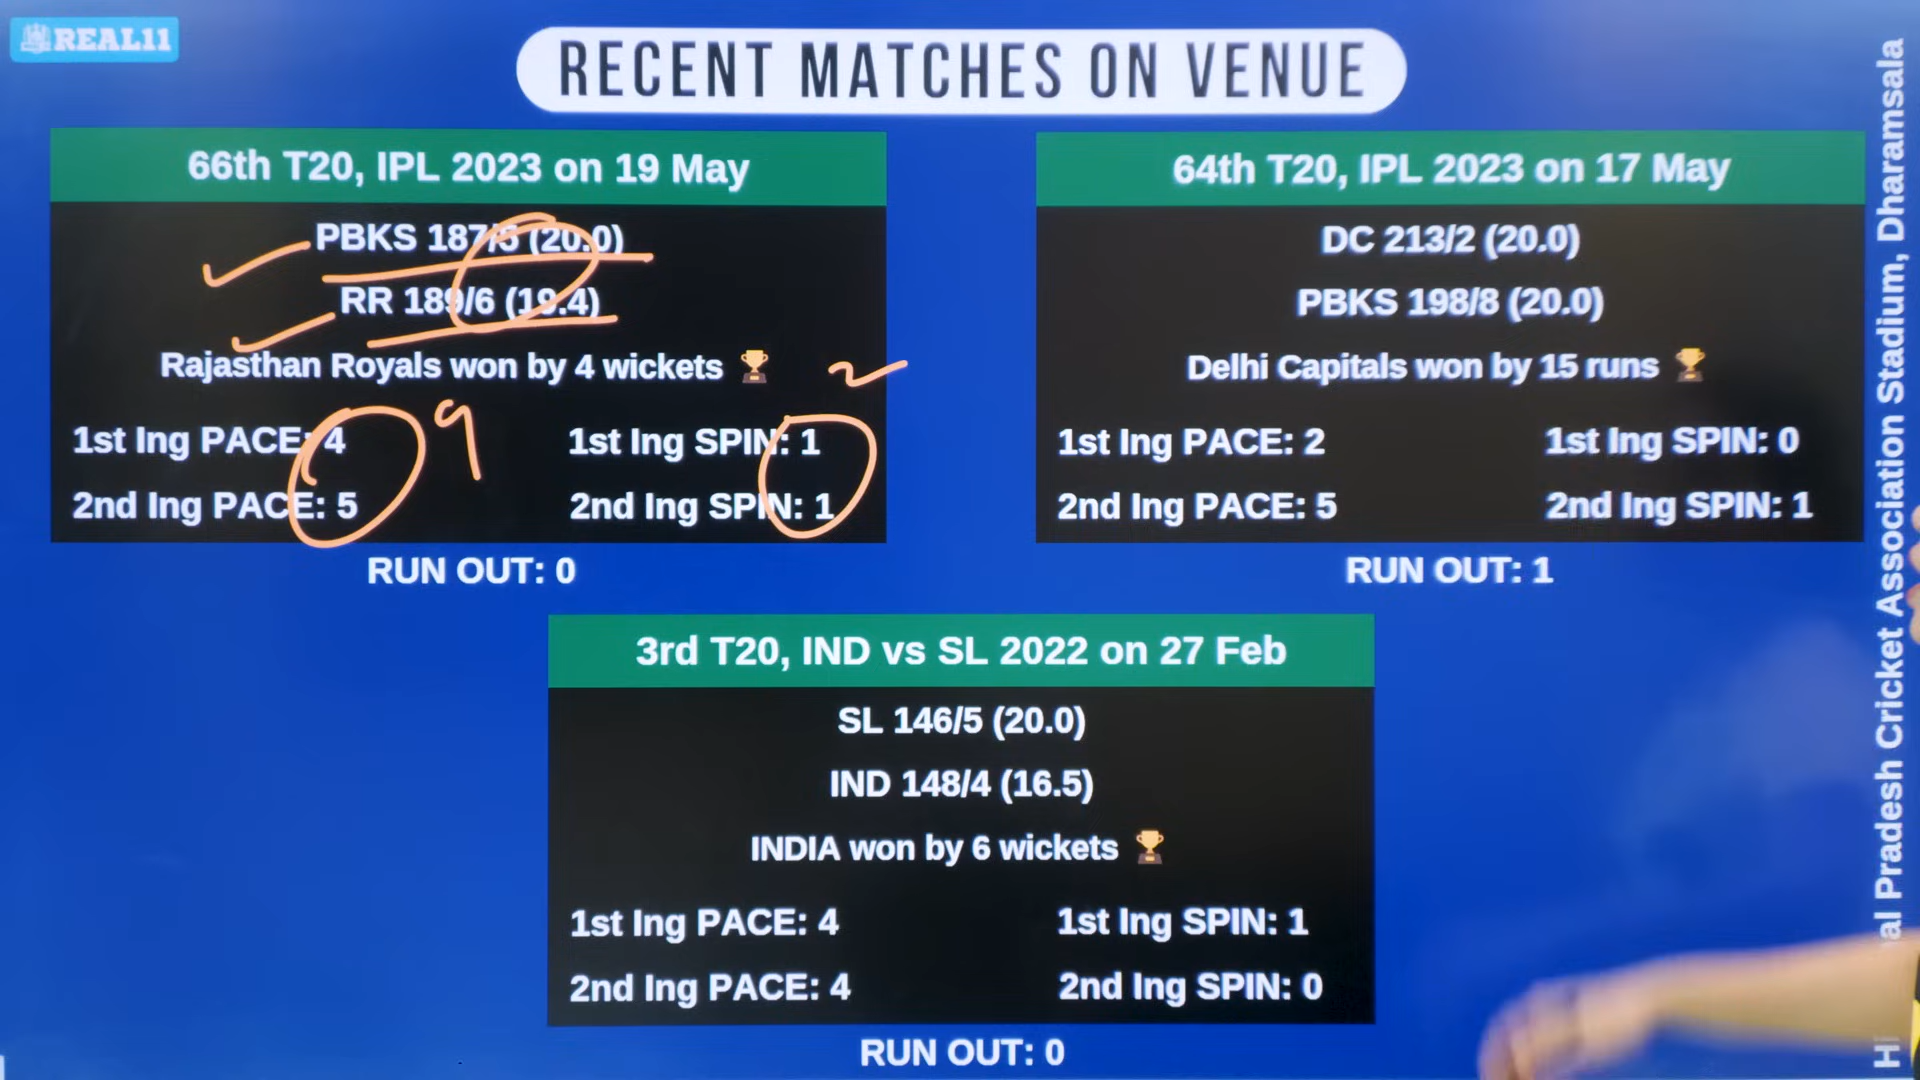 REAL11
RECENT MATCHES ON VENUE
66th T20, IPL 2023 on 19 May
PBKS 187/5 (20.0)
RR 189/6 (19.4)
Rajasthan Royals won by 4 wickets
1st Ing PACE: 4
1st Ing SPIN: 1
2nd Ing PACE: 5
2nd Ing SPIN: 1
9
2
RUN OUT: 0
64th T20, IPL 2023 on 17 May
DC 213/2 (20.0)
PBKS 198/8 (20.0)
Delhi Capitals won by 15 runs
1st Ing PACE: 2
1st Ing SPIN: 0
2nd Ing PACE: 5
2nd Ing SPIN: 1
RUN OUT: 1
3rd T20, IND vs SL 2022 on 27 Feb
SL 146/5 (20.0)
IND 148/4 (16.5)
INDIA won by 6 wickets
1st Ing PACE: 4
1st Ing SPIN: 1
2nd Ing PACE: 4
2nd Ing SPIN: 0
RUN OUT: 0
Pradesh Cricket Association Stadium, Dharamsala